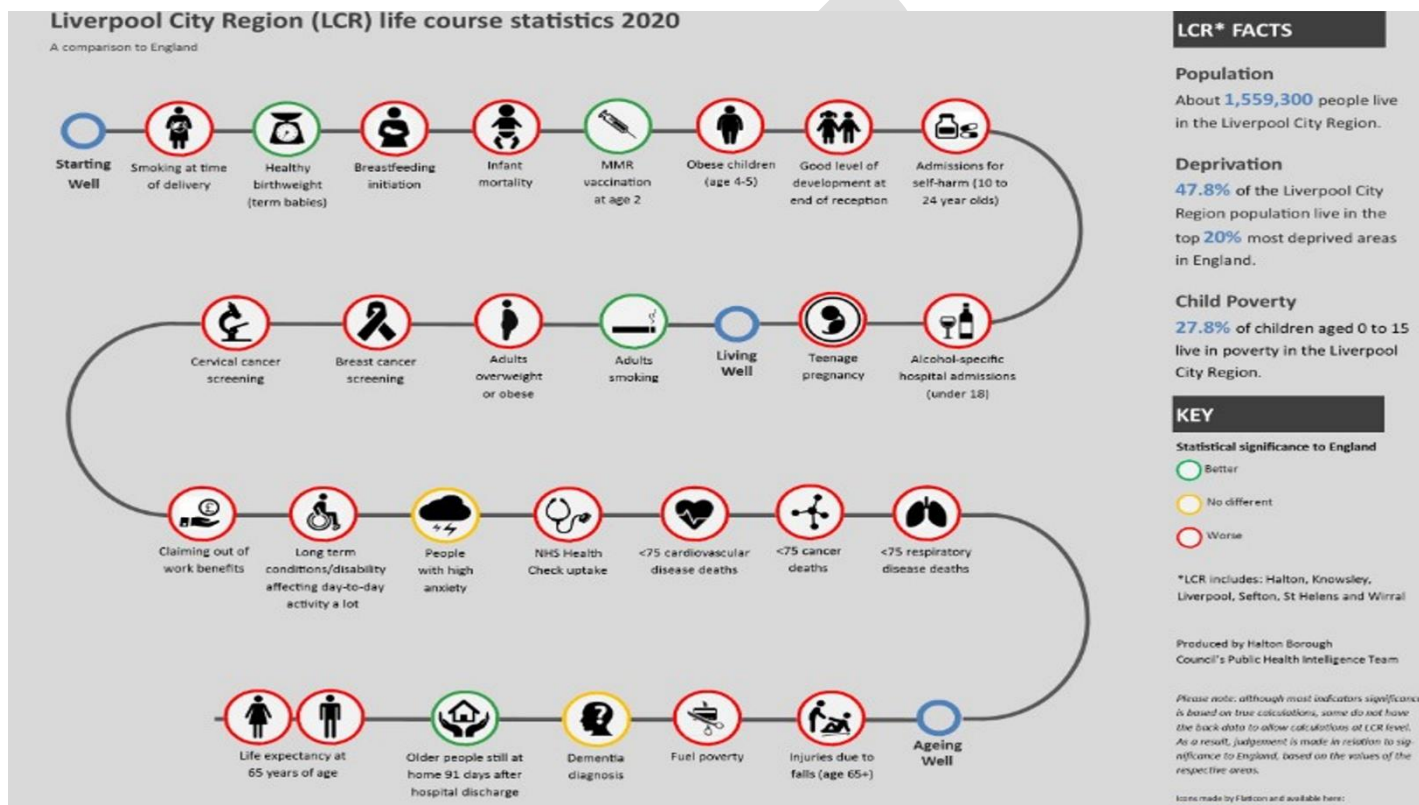 Liverpool City Region (LCR) life course statistics 2020
A comparison to England
Starting
Well
Smoking at time
of delivery
Healthy
birthweight
(term babies)
Breastfeeding
initiation
Infant
mortality
MMR
vaccination
at age 2
Obese children
(age 4-5)
Good level of
development at
end of reception
Admissions for
self-harm (10 to
24 year olds)
Cervical cancer
screening
Breast cancer
screening
Adults
overweight
or obese
Adults
smoking
Living
Well
Teenage
pregnancy
Alcohol-specific
hospital admissions
(under 18)
£
Claiming out of
work benefits
Long term
conditions/disability
affecting day-to-day
activity a lot
People
with high
anxiety
NHS Health
Check uptake
<75 cardiovascular
disease deaths
<75 cancer
deaths
<75 respiratory
disease deaths
Life expectancy at
65 years of age
Older people still at
home 91 days after
hospital discharge
?
Dementia
diagnosis
Fuel poverty
Injuries due to
falls (age 65+)
Ageing
Well
LCR* FACTS
Population
About 1,559,300 people live
in the Liverpool City Region.
Deprivation
47.8% of the Liverpool City
Region population live in the
top 20% most deprived areas
in England.
Child Poverty
27.8% of children aged 0 to 15
live in poverty in the Liverpool
City Region.
KEY
Statistical significance to England
Better
No different
Worse
*LCR includes: Halton, Knowsley,
Liverpool, Sefton, St Helens and Wirral
Produced by Halton Borough
Council's Public Health Intelligence Team
Please note: although most indicators significance
is based on true calculations, some do not have
the back-data to allow calculations at LCR level.
As a result, judgement is made in relation to sig-
nificance to England, based on the values of the
respective areas.
Icons made by Flaticon and available here: